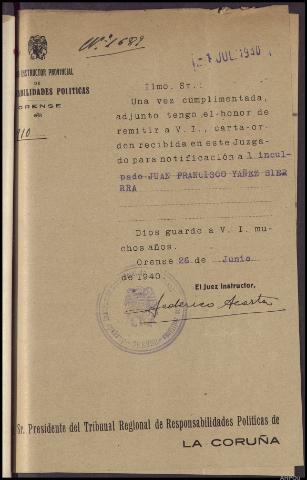 Nº 1689
1 JUL. 1940
INSTRUCTOR PROVINCIAL
DE
ABILIDADES POLITICAS
ORENSE
910
Ilmo. Sr.:
Una vez cumplimentada,
adjunto tengo el honor de
remitir a V. I., carta-or-
den recibida en este Juzga-
do para notificación a l incul-
pado JUAN FRANCISCO YAÑEZ SIER
RRA
Dios guarde a V. I. mu-
chos años.
Orense 26 de Junio
de 1940.
El Juez Instructor,
Federico Acosta
Sr. Presidente del Tribunal Regional de Responsabilidades Políticas de
LA CORUÑA